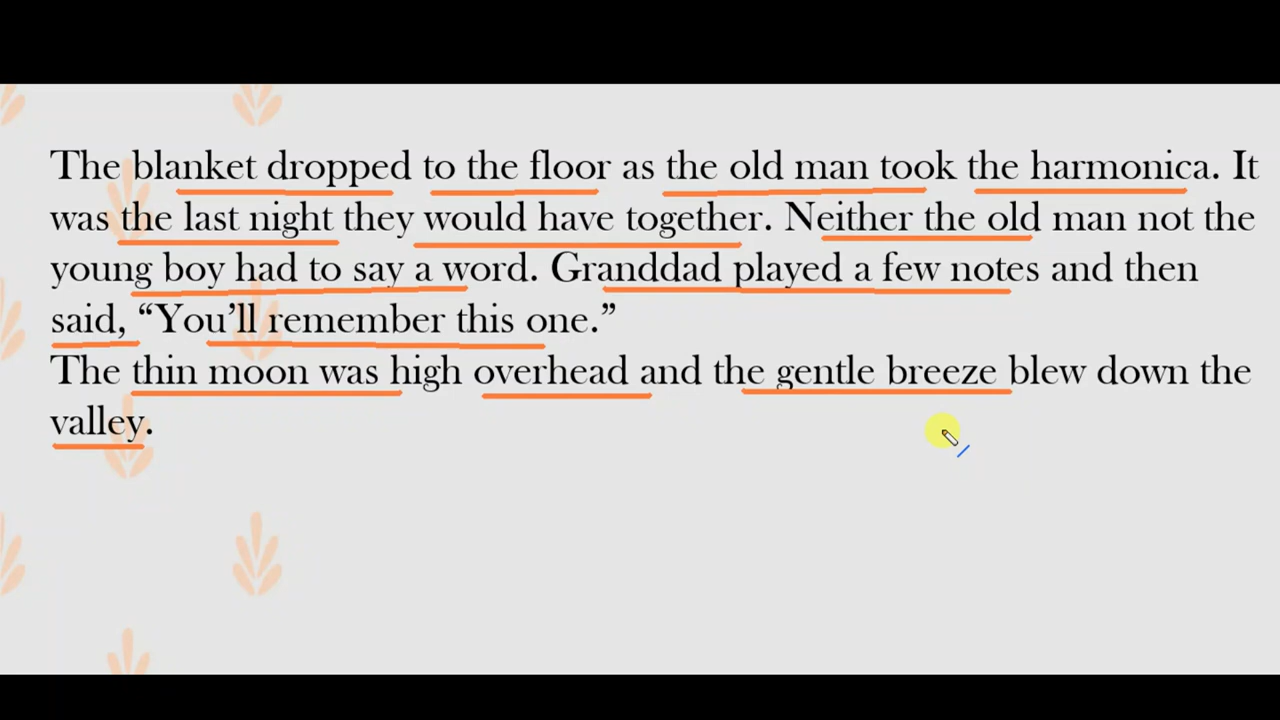 The blanket dropped to the floor as the old man took the harmonica. It
was the last night they would have together. Neither the old man not the
young boy had to say a word. Granddad played a few notes and then
said, “You’ll remember this one.”
The thin moon was high overhead and the gentle breeze blew down the
valley.